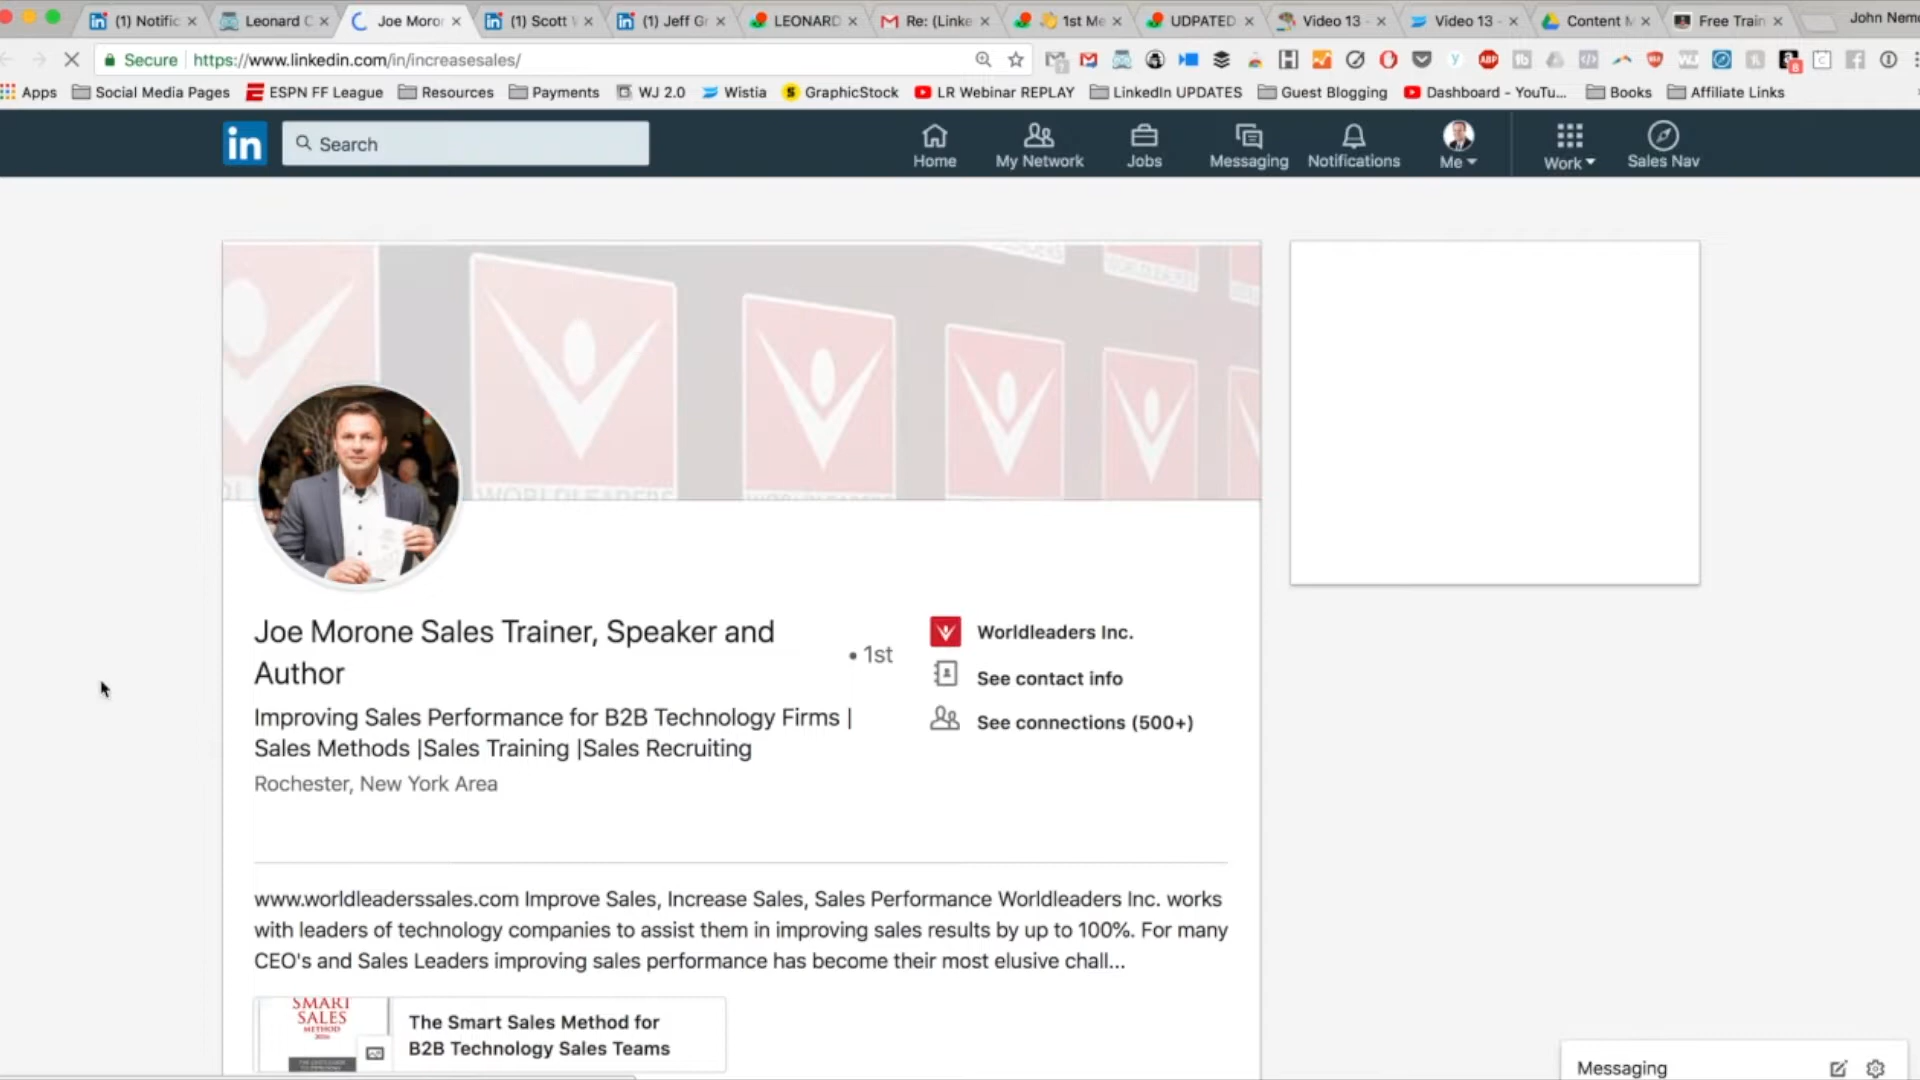 (1) Notific
Leonard C
Joe Moror
(1) Scott
(1) Jeff G
LEONARD
Re: (Linke
1st Me
UDPATED
Video 13 -
Video 13 -
Content M
Free Train
John Nemo
Secure
https://www.linkedin.com/in/increasesales/
Apps
Social Media Pages
ESPN FF League
Resources
Payments
WJ 2.0
Wistia
GraphicStock
LR Webinar REPLAY
LinkedIn UPDATES
Guest Blogging
Dashboard - YouTu...
Books
Affiliate Links
in
Search
Home
My Network
Jobs
Messaging
Notifications
Me
Work
Sales Nav
WORLDLEADERS
Joe Morone Sales Trainer, Speaker and
Author
• 1st
Improving Sales Performance for B2B Technology Firms |
Sales Methods |Sales Training |Sales Recruiting
Rochester, New York Area
Worldleaders Inc.
See contact info
See connections (500+)
www.worldleaderssales.com Improve Sales, Increase Sales, Sales Performance Worldleaders Inc. works
with leaders of technology companies to assist them in improving sales results by up to 100%. For many
CEO's and Sales Leaders improving sales performance has become their most elusive chall...
SMART
SALES
METHOD
The Smart Sales Method for
B2B Technology Sales Teams
Messaging